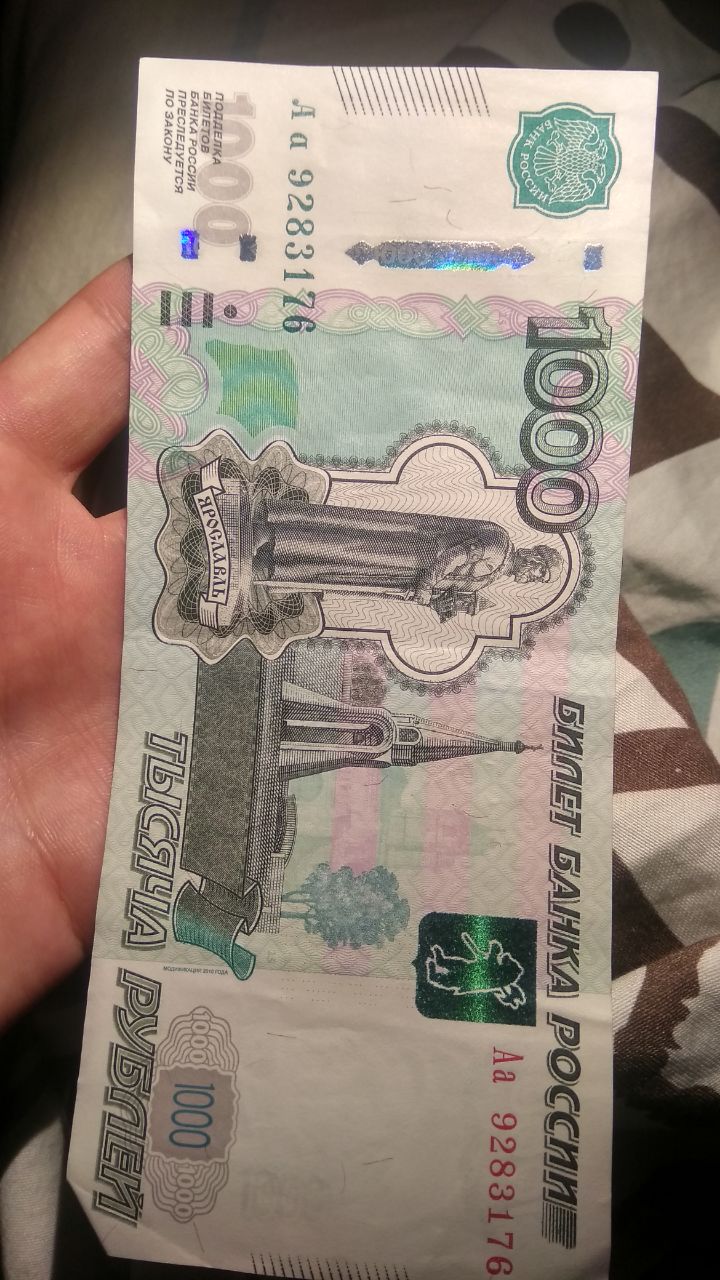 БАНК РОССИИ
1000
БИЛЕТ БАНКА РОССИИ
Аа 9283176
Аа 9283176
1000
ПОДДЕЛКА
БИЛЕТОВ
БАНКА РОССИИ
ПРЕСЛЕДУЕТСЯ
ПО ЗАКОНУ
ЯРОСЛАВЛЬ
МОДИФИКАЦИЯ 2010 ГОДА
1000 1000 1000
ТЫСЯЧА РУБЛЕЙ